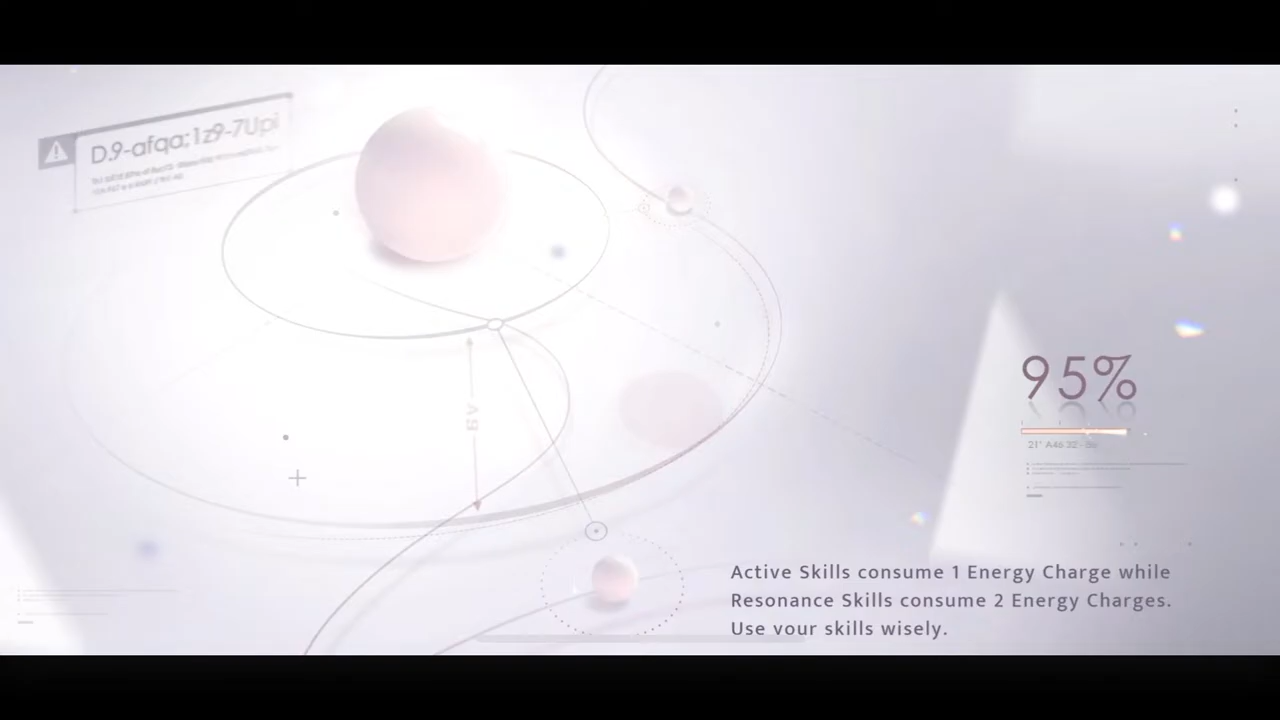 D.9-afqa;1z9-7Upi
A9
95%
Active Skills consume 1 Energy Charge while
Resonance Skills consume 2 Energy Charges.
Use your skills wisely.